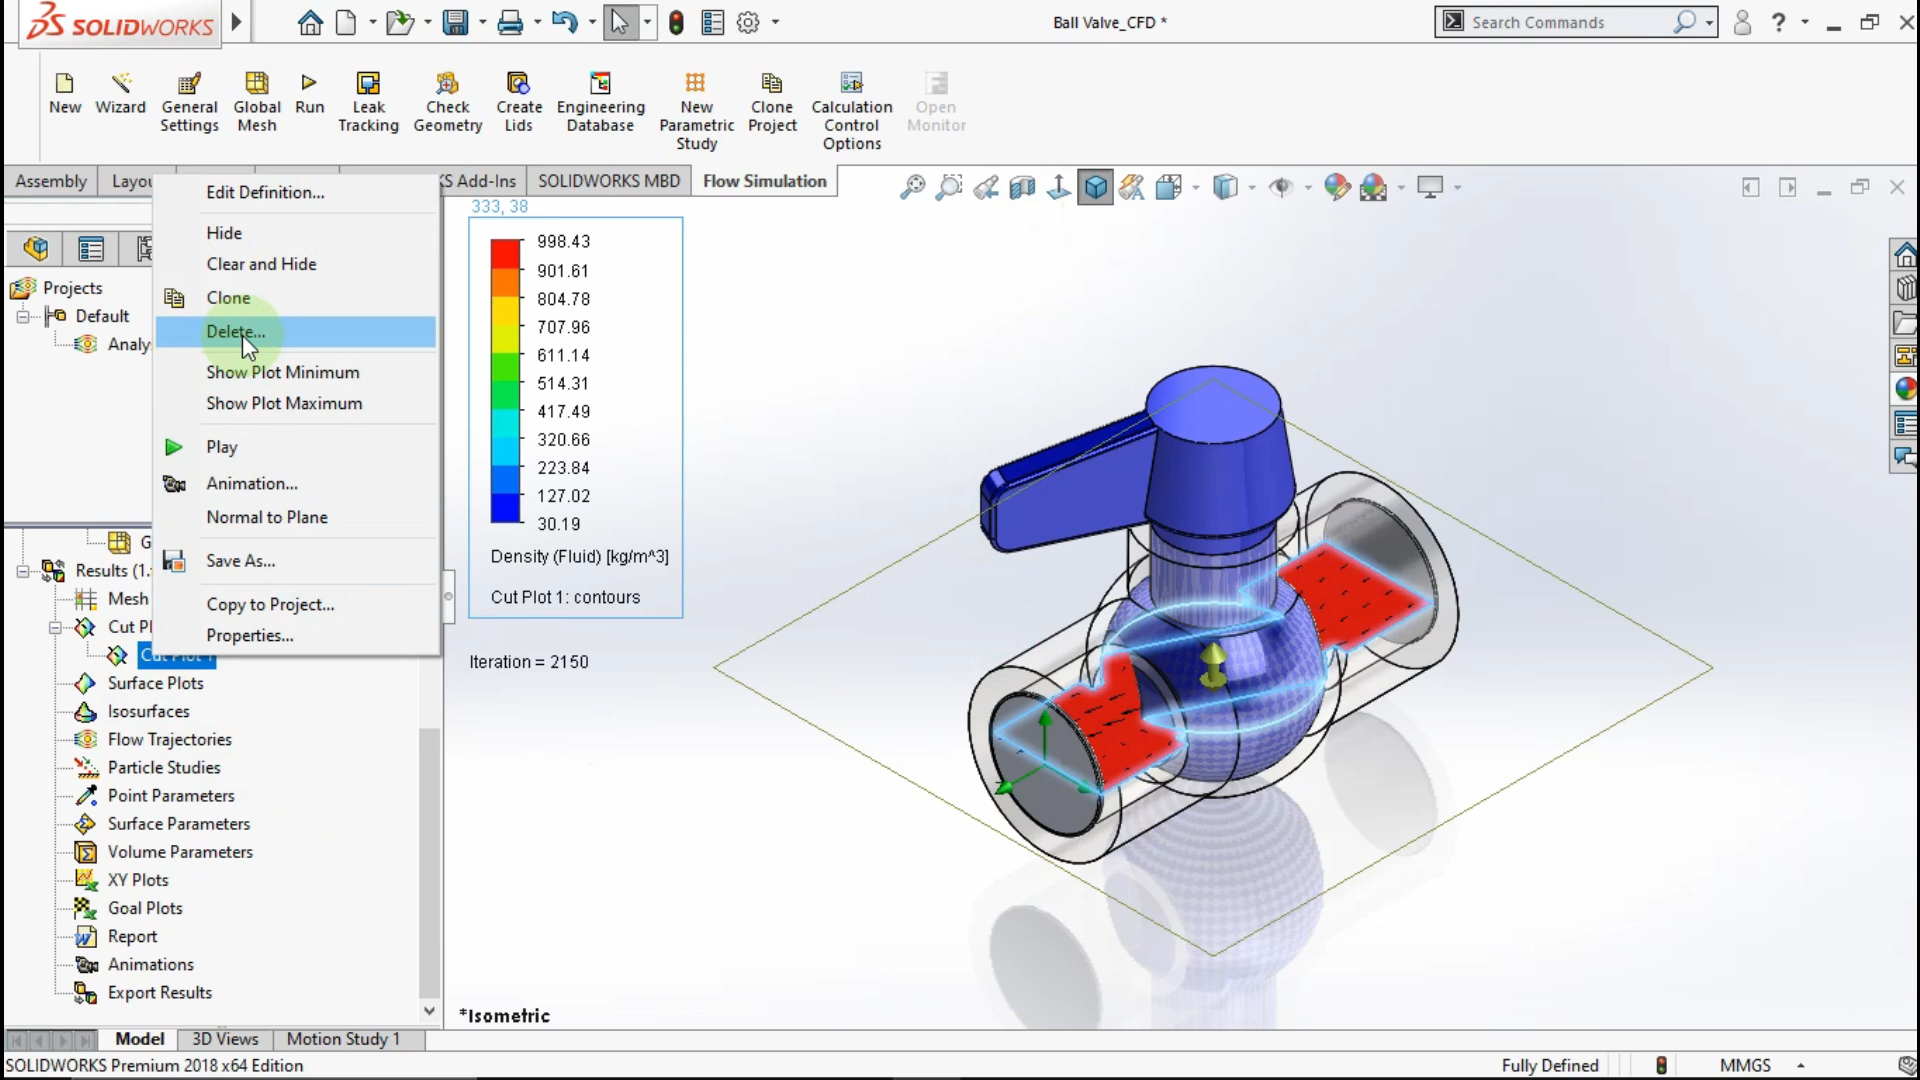 SOLIDWORKS
Ball Valve_CFD *
Search Commands
?
New
Wizard
General
Settings
Global
Mesh
Run
Leak
Tracking
Check
Geometry
Create
Lids
Engineering
Database
New
Parametric
Study
Clone
Project
Calculation
Control
Options
Open
Monitor
Assembly
Layou
KS Add-Ins
SOLIDWORKS MBD
Flow Simulation
Edit Definition...
Hide
Clear and Hide
Clone
Delete...
Show Plot Minimum
Show Plot Maximum
Play
Animation...
Normal to Plane
Save As...
Copy to Project...
Properties...
Projects
Default
Analy
G
Results (1.
Mesh
Cut Pl
Cut Plot 1
Surface Plots
Isosurfaces
Flow Trajectories
Particle Studies
Point Parameters
Surface Parameters
Volume Parameters
XY Plots
Goal Plots
Report
Animations
Export Results
333, 38
998.43
901.61
804.78
707.96
611.14
514.31
417.49
320.66
223.84
127.02
30.19
Density (Fluid) [kg/m^3]
Cut Plot 1: contours
Iteration = 2150
*Isometric
Model
3D Views
Motion Study 1
SOLIDWORKS Premium 2018 x64 Edition
Fully Defined
MMGS